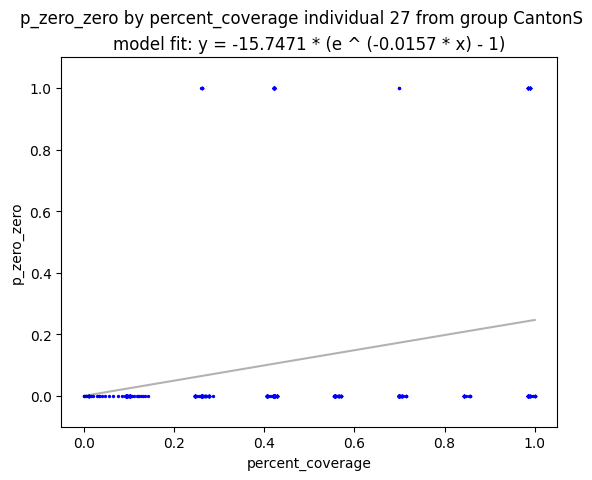 p_zero_zero by percent_coverage individual 27 from group CantonS
model fit: y = -15.7471 * (e ^ (-0.0157 * x) - 1)
1.0
0.8
0.6
0.4
0.2
0.0
p_zero_zero
0.0 0.2 0.4 0.6 0.8 1.0
percent_coverage